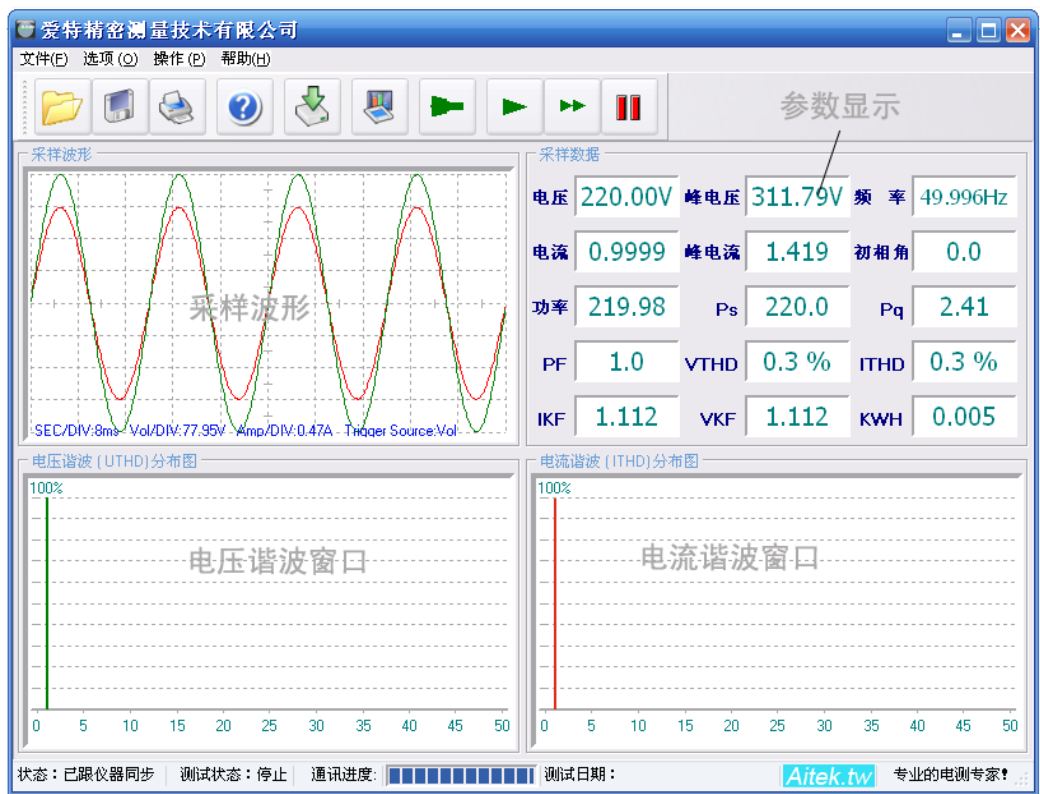 爱特精密测量技术有限公司
文件(F) 选项(O) 操作(P) 帮助(H)
参数显示
采样波形
采样波形
SEC/DIV:8ms Vol/DIV:77.95V Amp/DIV:0.47A Trigger Source:Vol
采样数据
电压 220.00V 峰电压 311.79V 频 率 49.996Hz
电流 0.9999 峰电流 1.419 初相角 0.0
功率 219.98 Ps 220.0 Pq 2.41
PF 1.0 VTHD 0.3 % ITHD 0.3 %
IKF 1.112 VKF 1.112 KWH 0.005
电压谐波(UTHD)分布图
100%
电压谐波窗口
0 5 10 15 20 25 30 35 40 45 50
电流谐波(ITHD)分布图
100%
电流谐波窗口
0 5 10 15 20 25 30 35 40 45 50
状态：已跟仪器同步 测试状态：停止 通讯进度: 测试日期： Aitek.tw 专业的电测专家!